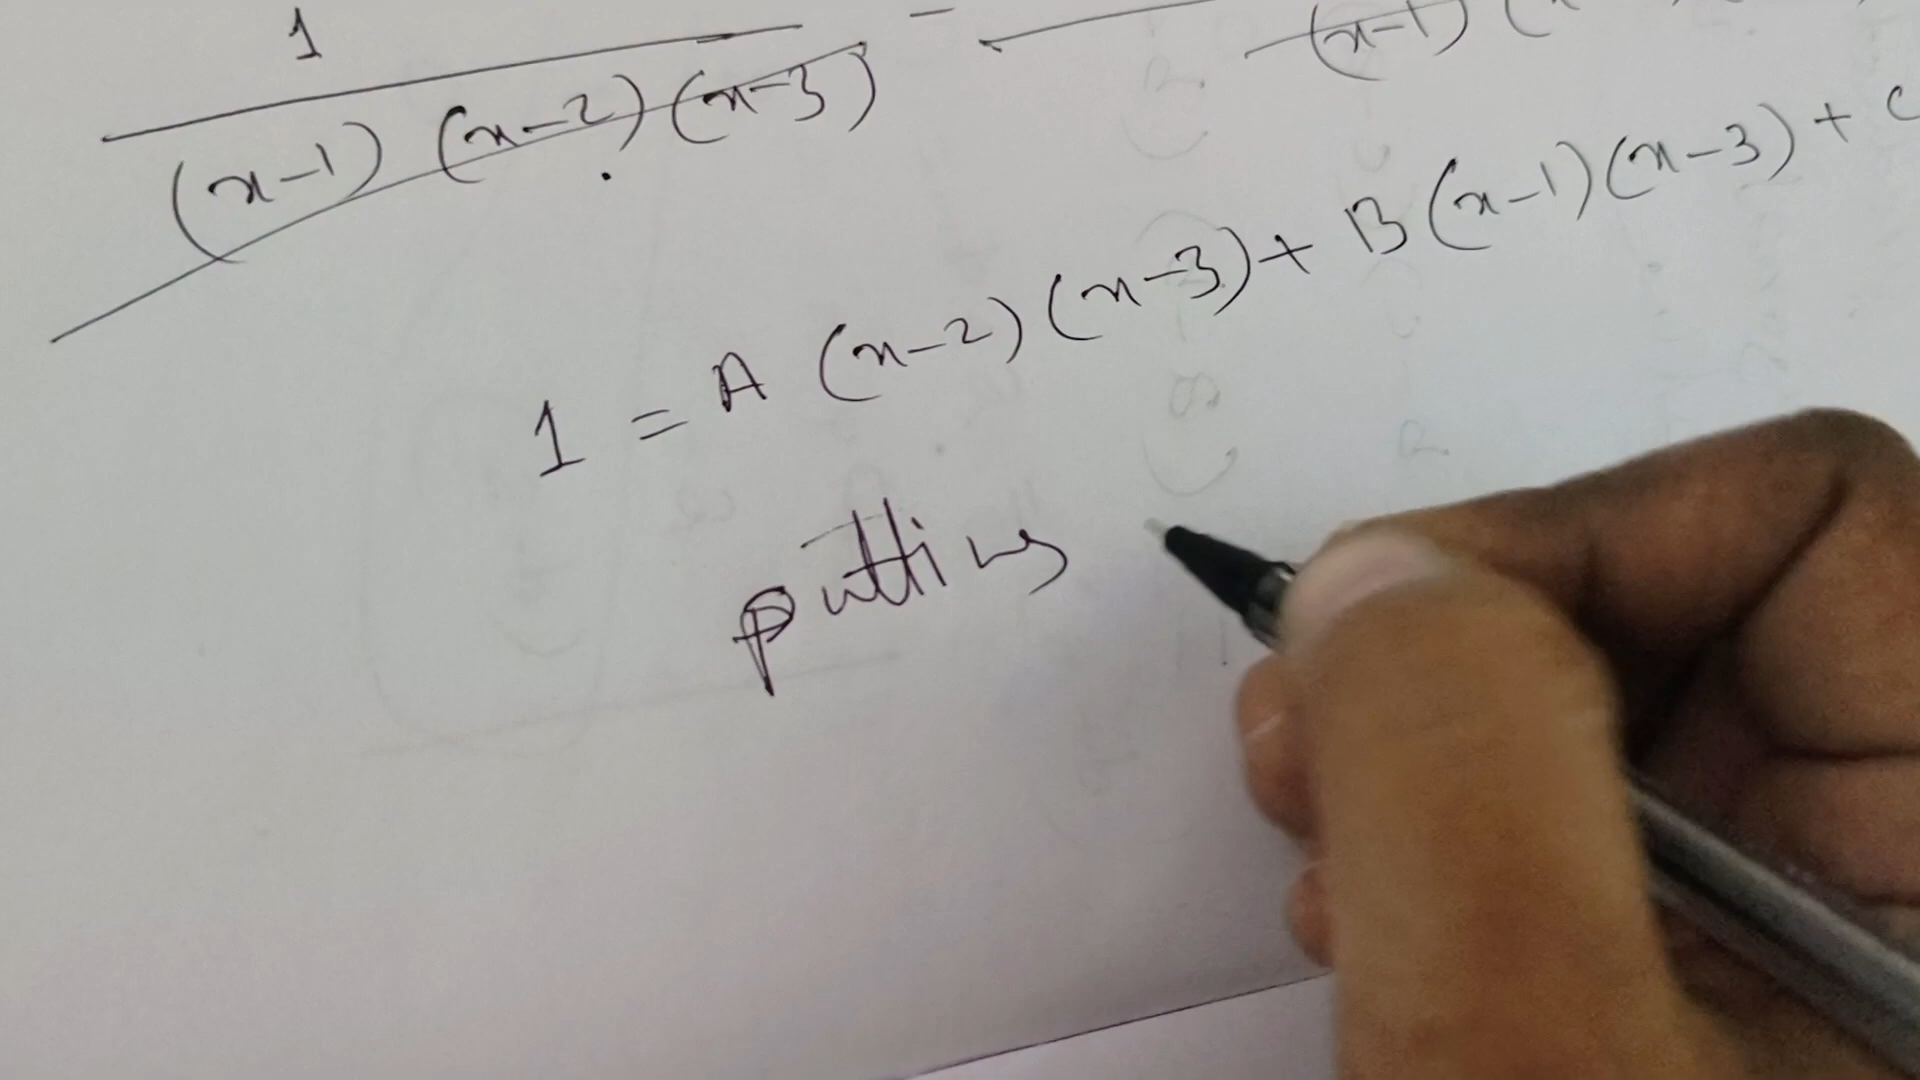 1
(x-1) (x-2) (x-3)
(x-1) (
1 = A (x-2) (x-3) + B (x-1) (x-3) + C
putting